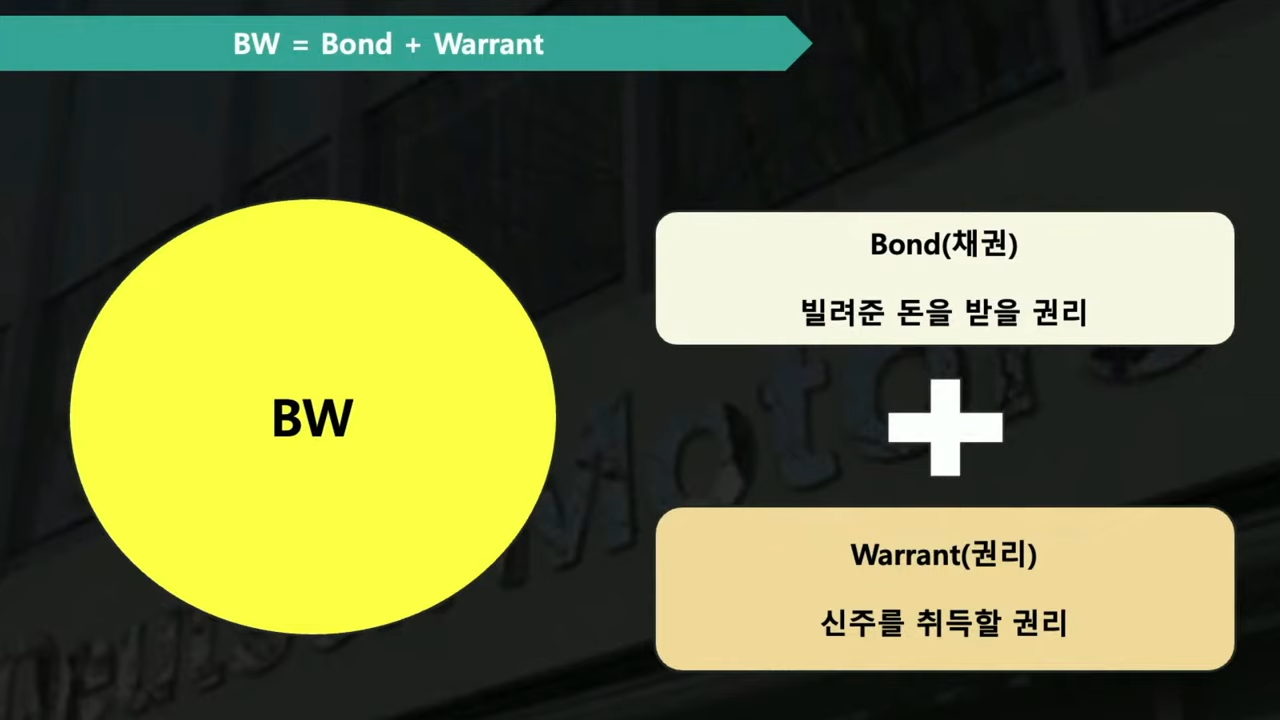 BW = Bond + Warrant
BW
Bond(채권)
빌려준 돈을 받을 권리
Warrant(권리)
신주를 취득할 권리